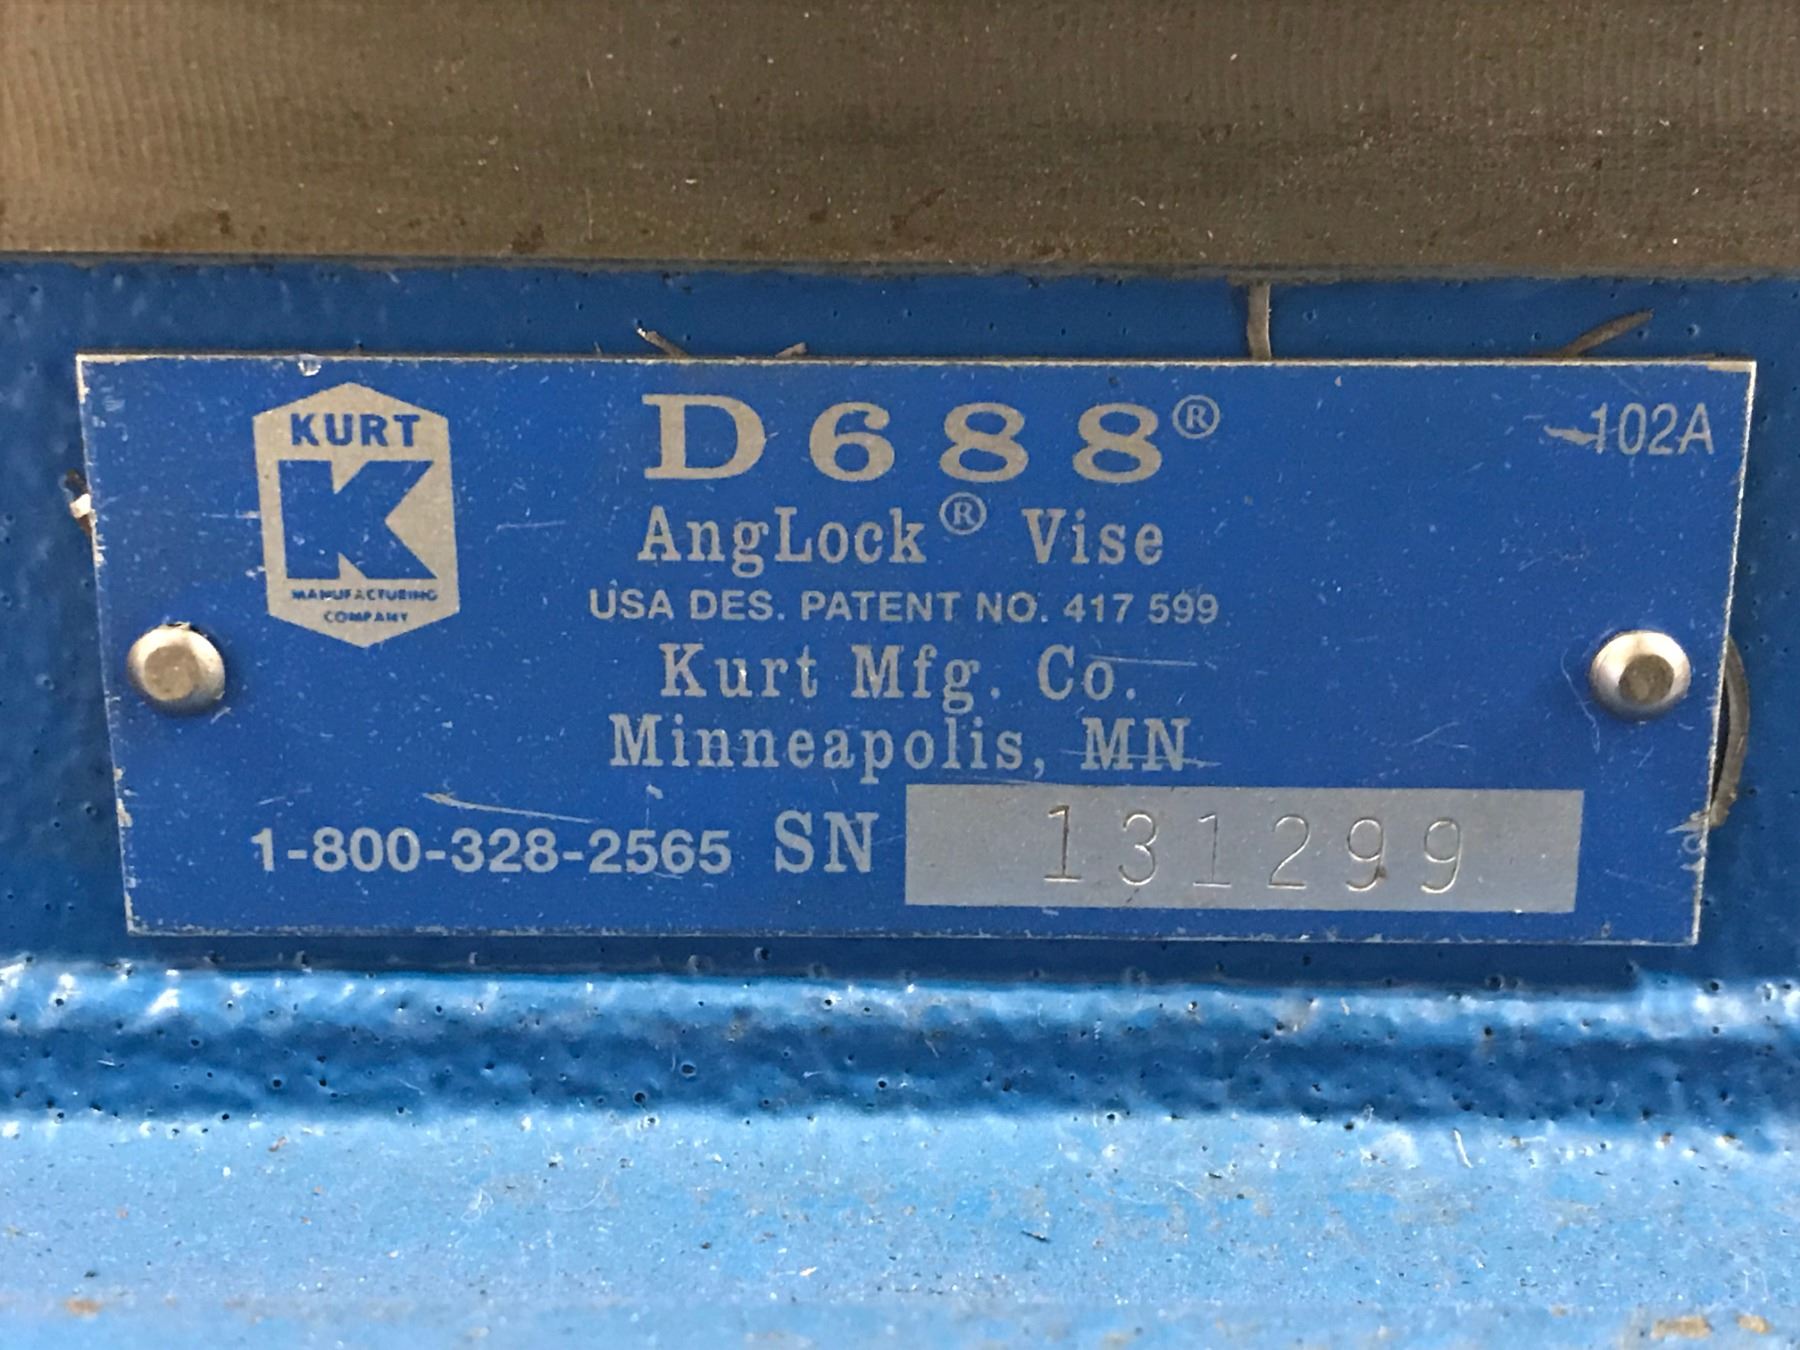 KURT
K
MANUFACTURING
COMPANY
D688®
102A
AngLock® Vise
USA DES. PATENT NO. 417 599
Kurt Mfg. Co.
Minneapolis, MN
1-800-328-2565 SN 131299